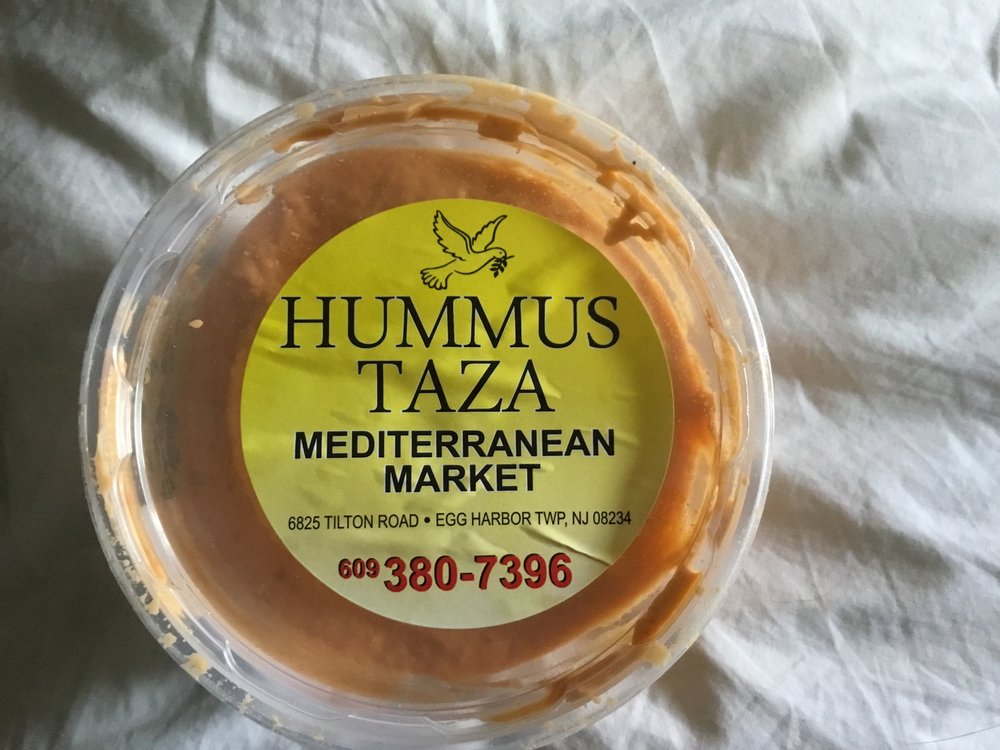 HUMMUS
TAZA
MEDITERRANEAN
MARKET
6825 TILTON ROAD • EGG HARBOR TWP, NJ 08234
609 380-7396